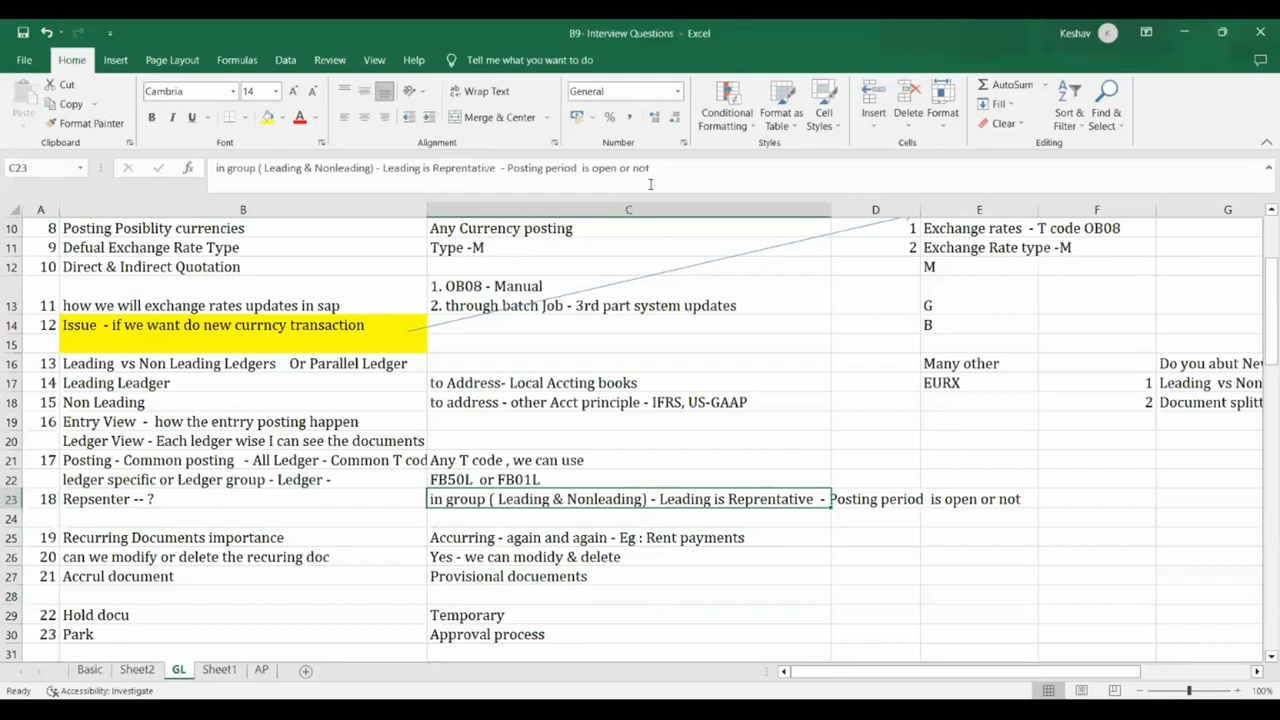 B9- Interview Questions - Excel
Keshav K
File Home Insert Page Layout Formulas Data Review View Help Tell me what you want to do
Paste Cut Copy Format Painter Clipboard
Cambria 14 B I U A Font
Wrap Text Merge & Center Alignment
General % Number
Conditional Formatting Format as Table Cell Styles Styles
Insert Delete Format Cells
AutoSum Fill Clear Sort & Filter Find & Select Editing
C23 fx in group ( Leading & Nonleading) - Leading is Reprentative - Posting period is open or not
A B C D E F G
10 8 Posting Posiblity currencies Any Currency posting 1 Exchange rates - T code OB08
11 9 Defual Exchange Rate Type Type -M 2 Exchange Rate type -M
12 10 Direct & Indirect Quotation M
1. OB08 - Manual
13 11 how we will exchange rates updates in sap 2. through batch Job - 3rd part system updates G
14 12 Issue - if we want do new currncy transaction B
15
16 13 Leading vs Non Leading Ledgers Or Parallel Ledger Many other Do you abut Nev
17 14 Leading Leadger to Address- Local Accting books EURX 1 Leading vs Non
18 15 Non Leading to address - other Acct principle - IFRS, US-GAAP 2 Document splitt
19 16 Entry View - how the entrry posting happen
20 Ledger View - Each ledger wise I can see the documents
21 17 Posting - Common posting - All Ledger - Common T cod Any T code , we can use
22 ledger specific or Ledger group - Ledger - FB50L or FB01L
23 18 Repsenter -- ? in group ( Leading & Nonleading) - Leading is Reprentative - Posting period is open or not
24
25 19 Recurring Documents importance Accurring - again and again - Eg : Rent payments
26 20 can we modify or delete the recuring doc Yes - we can modidy & delete
27 21 Accrul document Provisional docuements
28
29 22 Hold docu Temporary
30 23 Park Approval process
31
Basic Sheet2 GL Sheet1 AP
Ready Accessibility: Investigate 100%